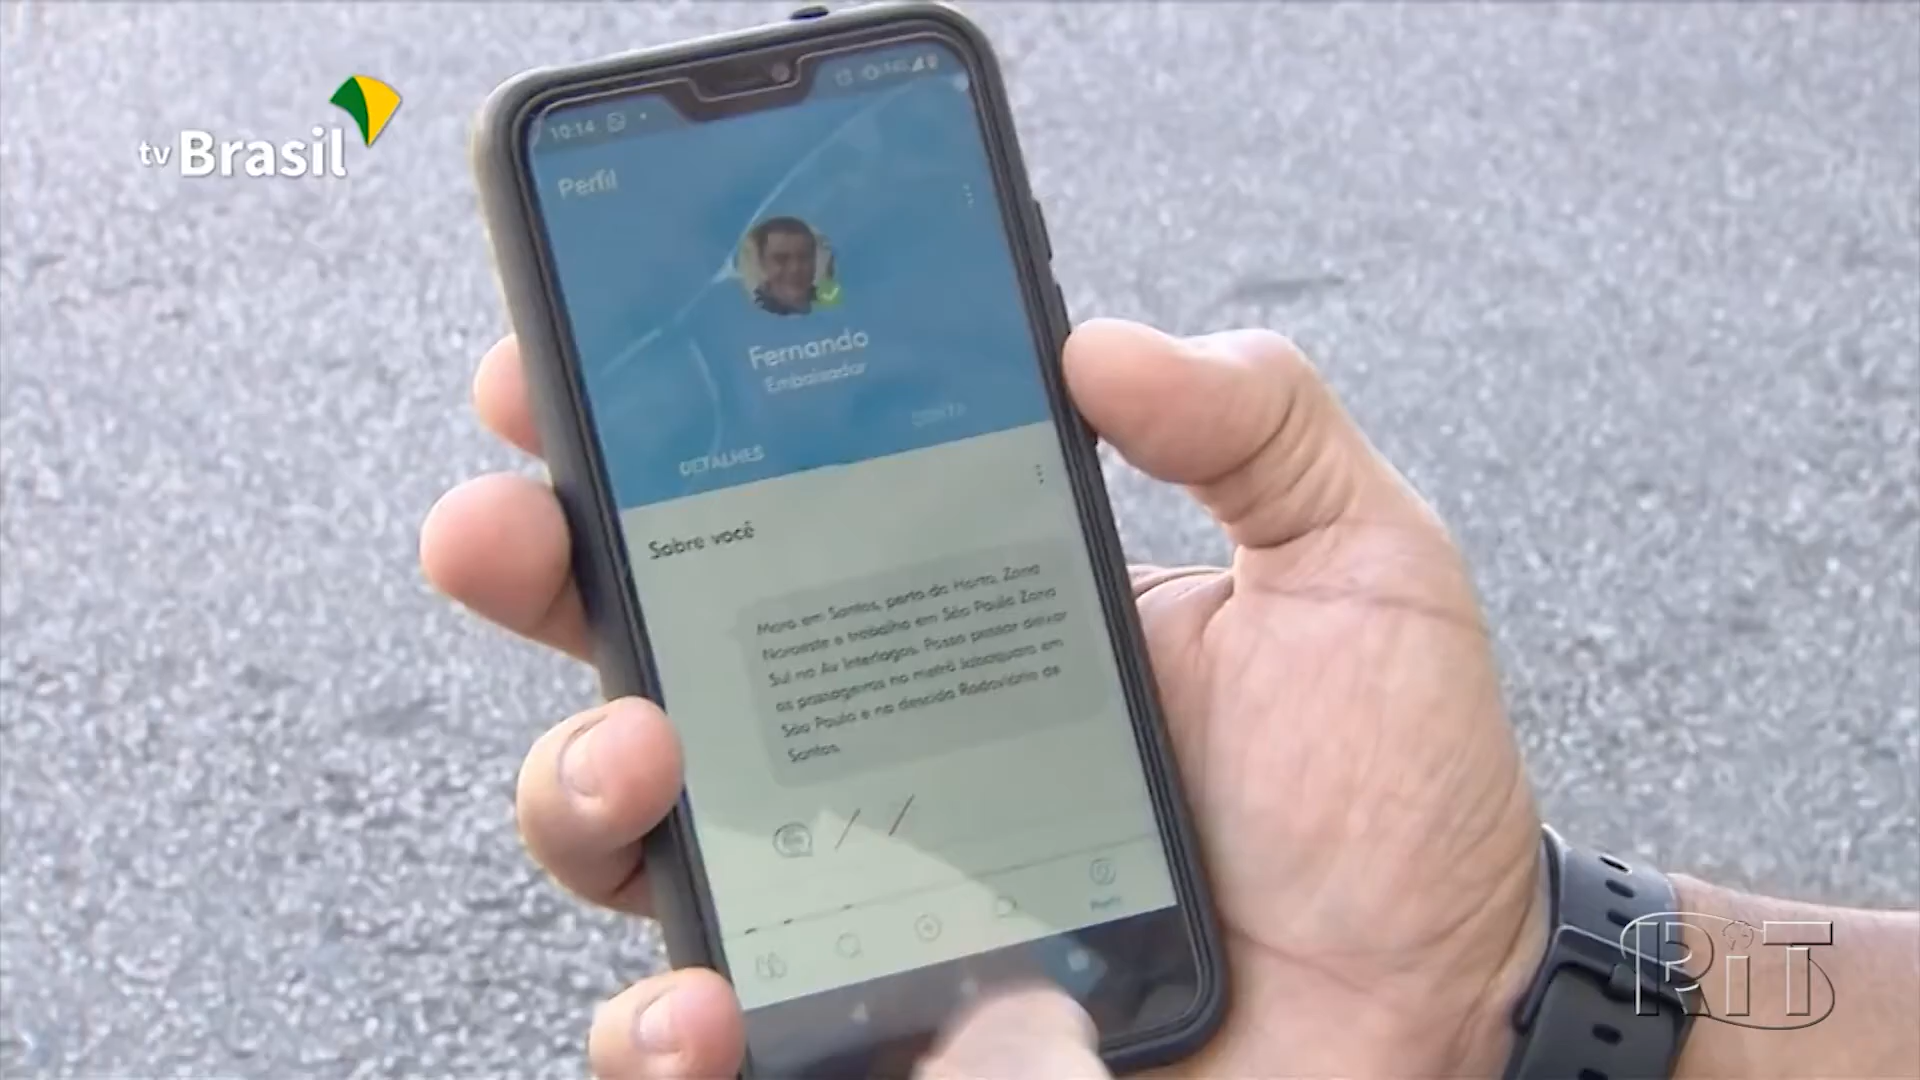 tv Brasil
10:14
Perfil
Fernando
Embaixador
CONTA
DETALHES
Sobre você
Moro em Santos, perto do Horto, Zona
Noroeste e trabalho em São Paulo Zona
Sul na Av Interlagos. Posso passar deixar
os passageiros no metrô Jabaquara em
São Paulo e na descida Rodoviária de
Santos.
Perfil
RiT